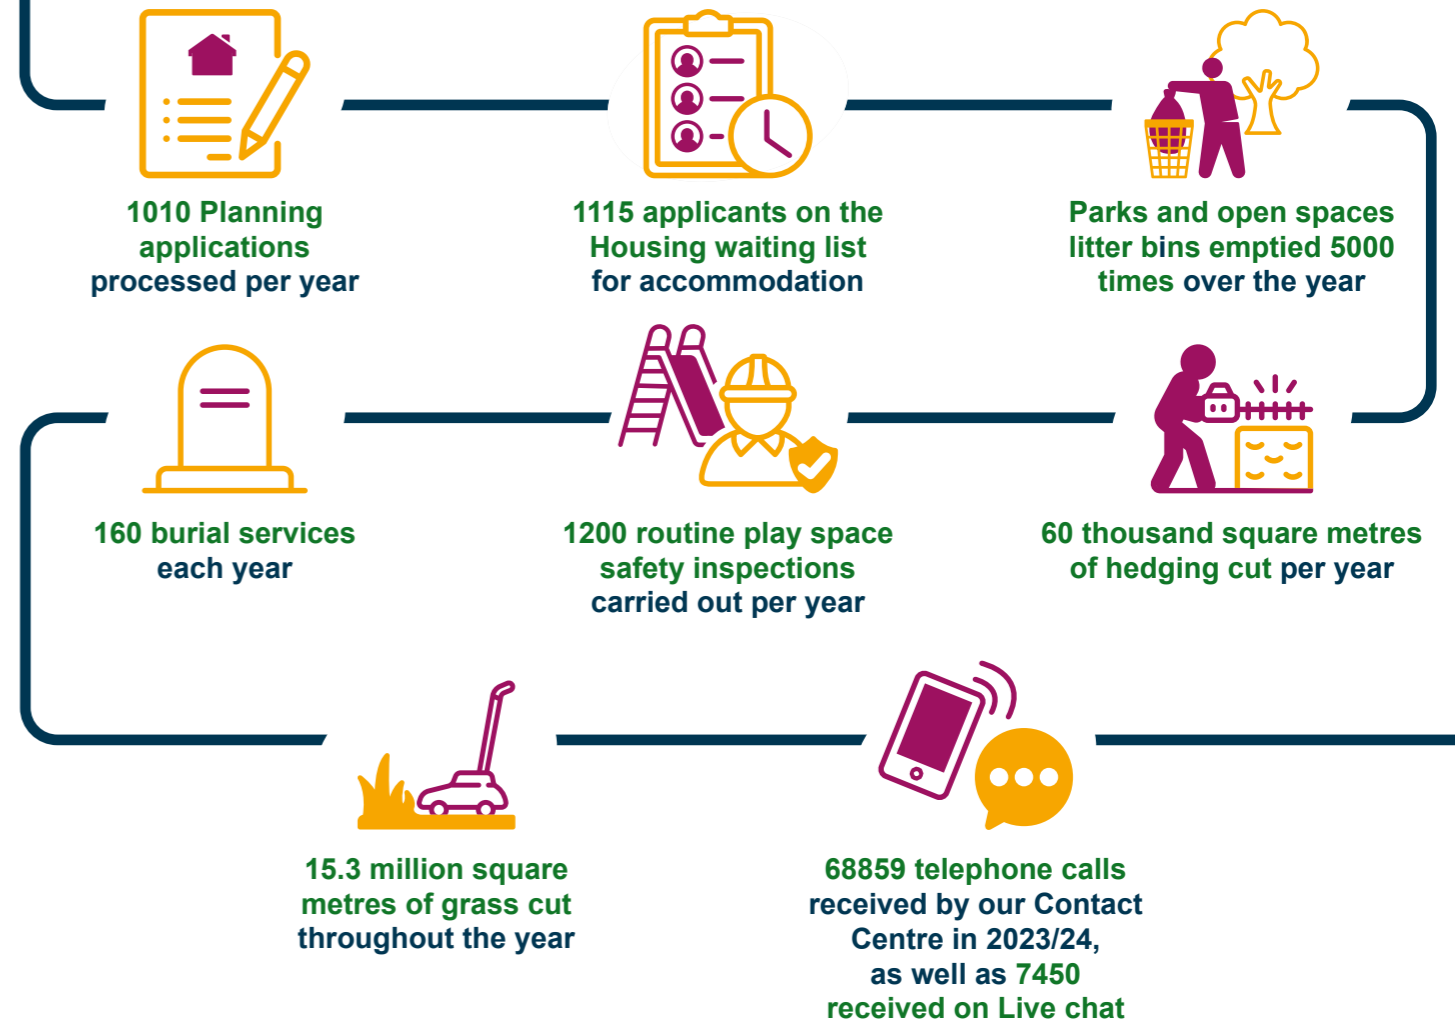 1010 Planning
applications
processed per year
1115 applicants on the
Housing waiting list
for accommodation
Parks and open spaces
litter bins emptied 5000
times over the year
160 burial services
each year
1200 routine play space
safety inspections
carried out per year
60 thousand square metres
of hedging cut per year
15.3 million square
metres of grass cut
throughout the year
68859 telephone calls
received by our Contact
Centre in 2023/24,
as well as 7450
received on Live chat